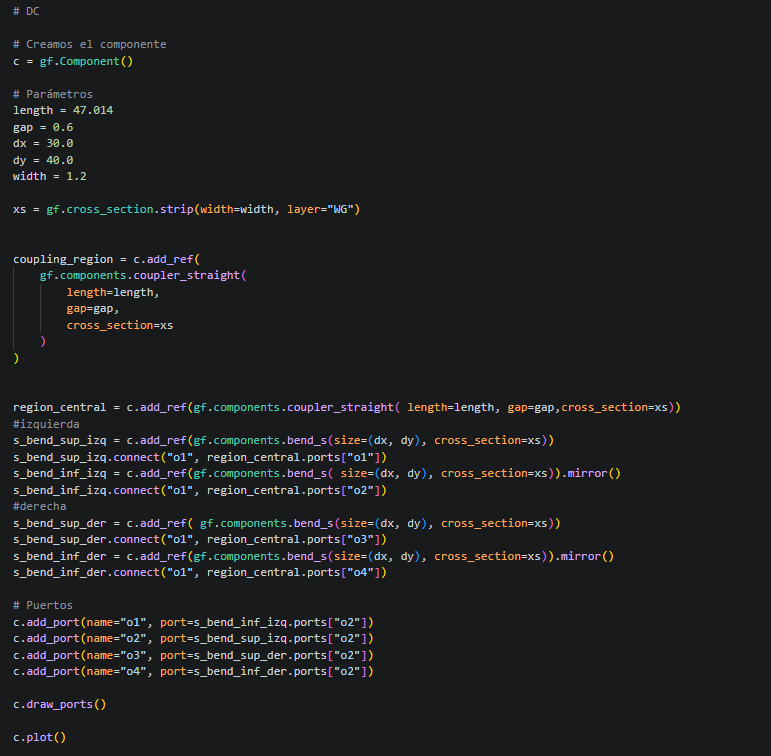 # DC
# Creamos el componente
c = gf.Component()
# Parámetros
length = 47.014
gap = 0.6
dx = 30.0
dy = 40.0
width = 1.2
xs = gf.cross_section.strip(width=width, layer="WG")
coupling_region = c.add_ref(
    gf.components.coupler_straight(
        length=length,
        gap=gap,
        cross_section=xs
    )
)
region_central = c.add_ref(gf.components.coupler_straight( length=length, gap=gap,cross_section=xs))
#izquierda
s_bend_sup_izq = c.add_ref(gf.components.bend_s(size=(dx, dy), cross_section=xs))
s_bend_sup_izq.connect("o1", region_central.ports["o1"])
s_bend_inf_izq = c.add_ref(gf.components.bend_s( size=(dx, dy), cross_section=xs)).mirror()
s_bend_inf_izq.connect("o1", region_central.ports["o2"])
#derecha
s_bend_sup_der = c.add_ref( gf.components.bend_s(size=(dx, dy), cross_section=xs))
s_bend_sup_der.connect("o1", region_central.ports["o3"])
s_bend_inf_der = c.add_ref(gf.components.bend_s(size=(dx, dy), cross_section=xs)).mirror()
s_bend_inf_der.connect("o1", region_central.ports["o4"])
# Puertos
c.add_port(name="o1", port=s_bend_inf_izq.ports["o2"])
c.add_port(name="o2", port=s_bend_sup_izq.ports["o2"])
c.add_port(name="o3", port=s_bend_sup_der.ports["o2"])
c.add_port(name="o4", port=s_bend_inf_der.ports["o2"])
c.draw_ports()
c.plot()